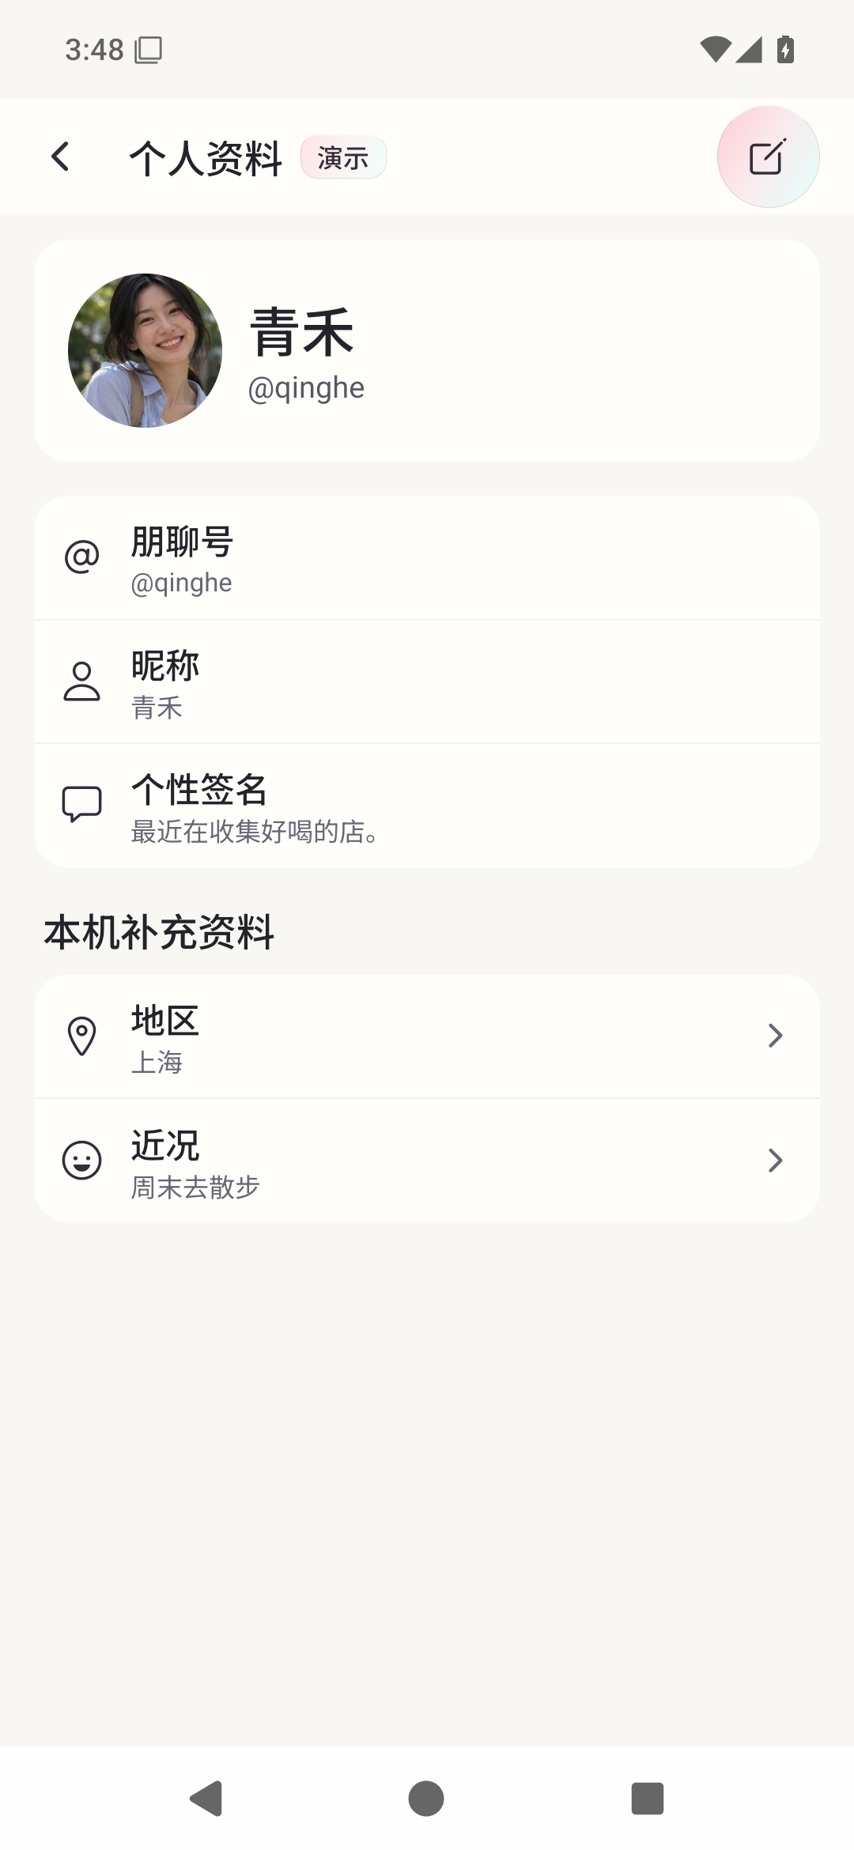 3:48
个人资料 演示
青禾
@qinghe
朋聊号
@qinghe
昵称
青禾
个性签名
最近在收集好喝的店。
本机补充资料
地区
上海
近况
周末去散步